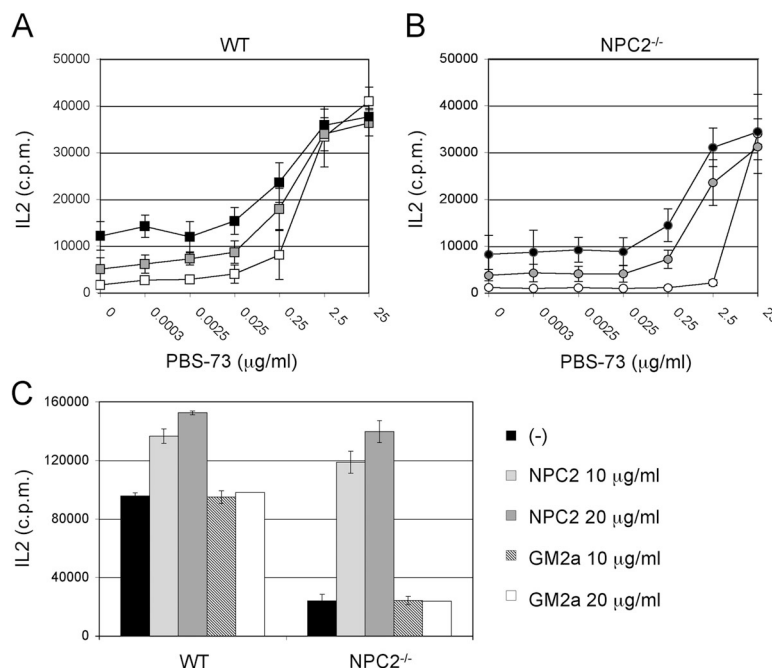 A
WT
50000
40000
30000
20000
10000
0
IL2 (c.p.m.)
0
0.0003
0.0025
0.025
0.25
2.5
25
PBS-73 (μg/ml)
B
NPC2-/-
50000
40000
30000
20000
10000
0
IL2 (c.p.m.)
0
0.0003
0.0025
0.025
0.25
2.5
25
PBS-73 (μg/ml)
C
160000
120000
80000
40000
0
IL2 (c.p.m.)
WT
NPC2-/-
(-)
NPC2 10 μg/ml
NPC2 20 μg/ml
GM2a 10 μg/ml
GM2a 20 μg/ml